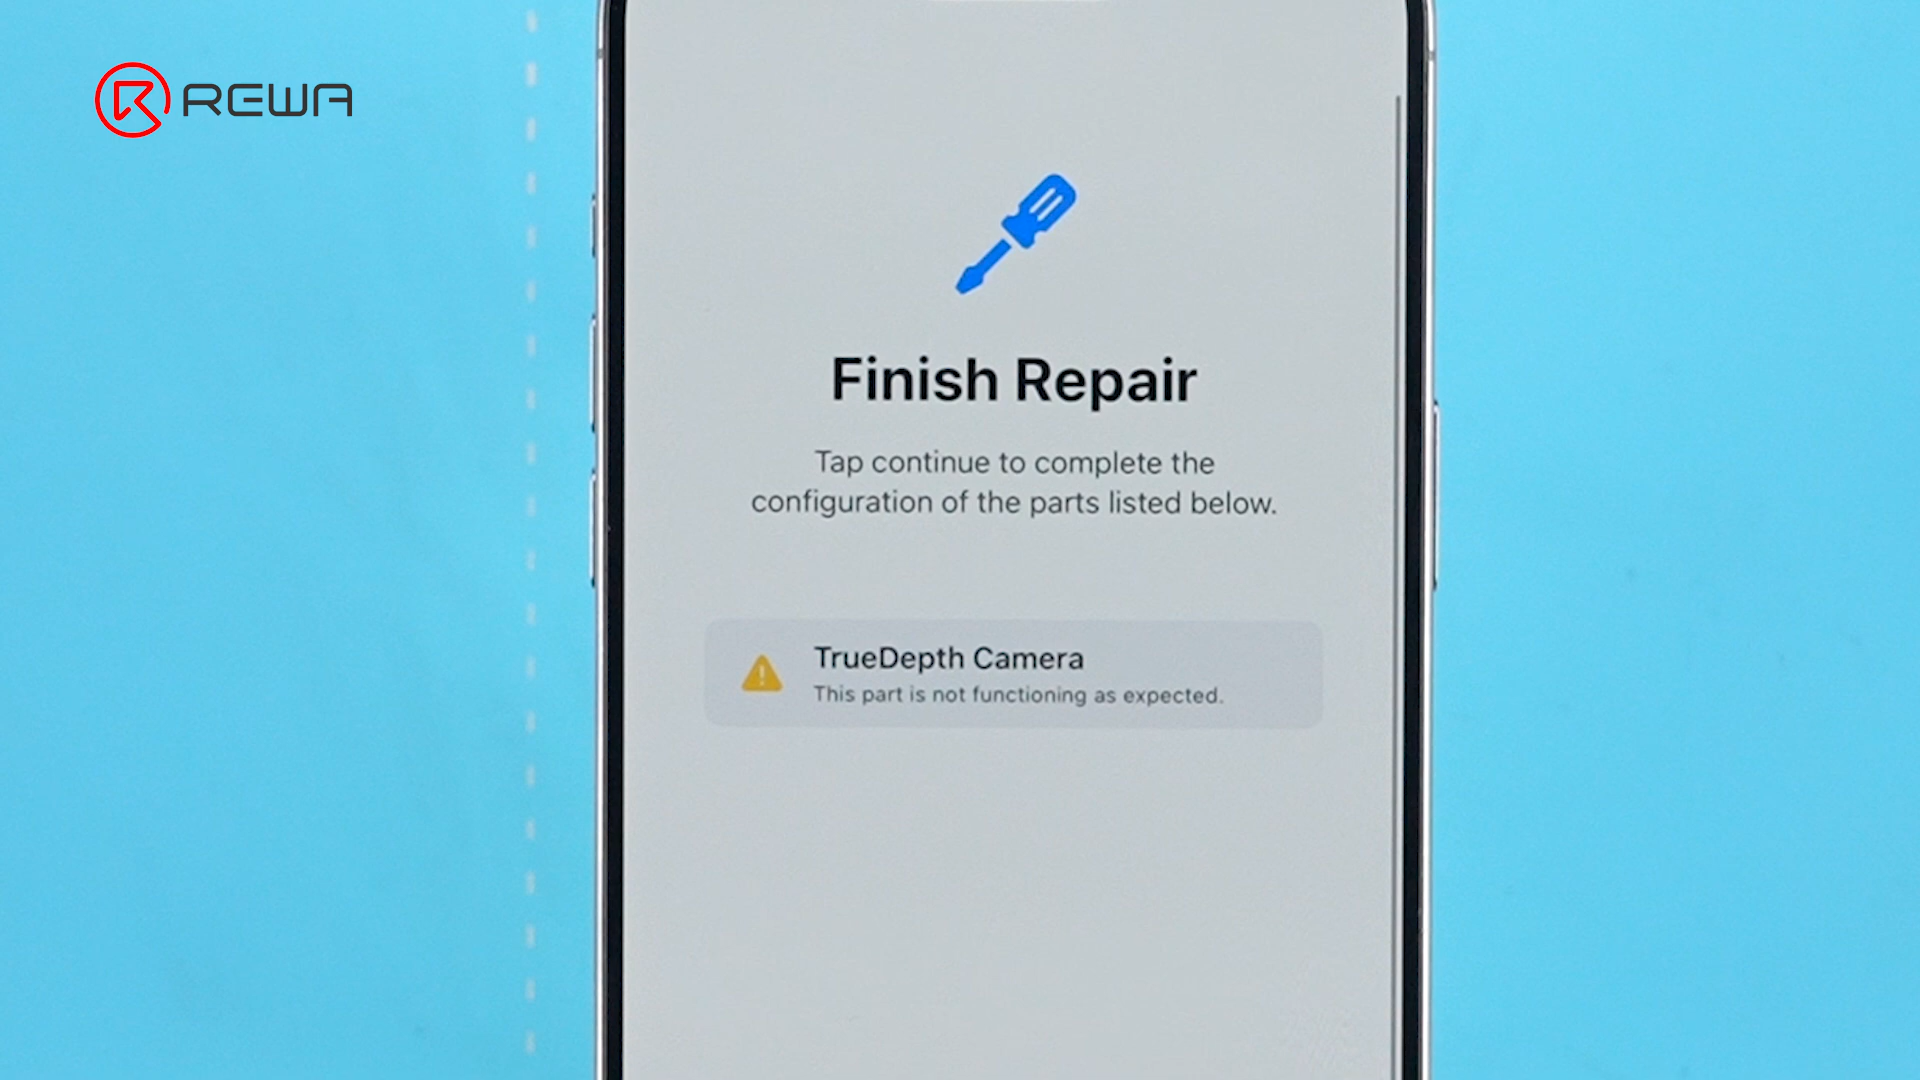 REWA
Finish Repair
Tap continue to complete the
configuration of the parts listed below.
TrueDepth Camera
This part is not functioning as expected.